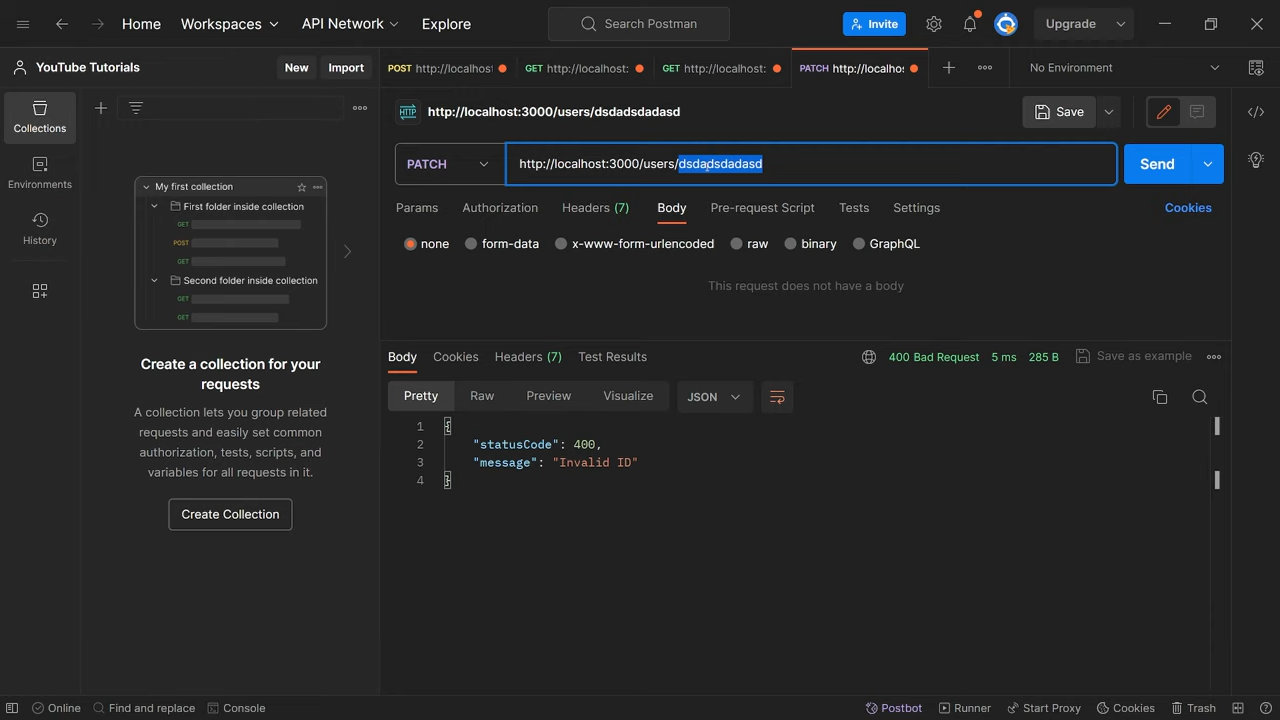 Home Workspaces API Network Explore Search Postman Invite Upgrade
YouTube Tutorials New Import
POST http://localhost GET http://localhost: GET http://localhost: PATCH http://localhos No Environment
Collections
Environments
History
My first collection
First folder inside collection
GET
POST
GET
Second folder inside collection
GET
GET
Create a collection for your
requests
A collection lets you group related
requests and easily set common
authorization, tests, scripts, and
variables for all requests in it.
Create Collection
HTTP http://localhost:3000/users/dsdadsdadasd Save
PATCH http://localhost:3000/users/dsdadsdadasd Send
Params Authorization Headers (7) Body Pre-request Script Tests Settings Cookies
none form-data x-www-form-urlencoded raw binary GraphQL
This request does not have a body
Body Cookies Headers (7) Test Results 400 Bad Request 5 ms 285 B Save as example
Pretty Raw Preview Visualize JSON
1 {
2 "statusCode": 400,
3 "message": "Invalid ID"
4 }
Online Find and replace Console Postbot Runner Start Proxy Cookies Trash